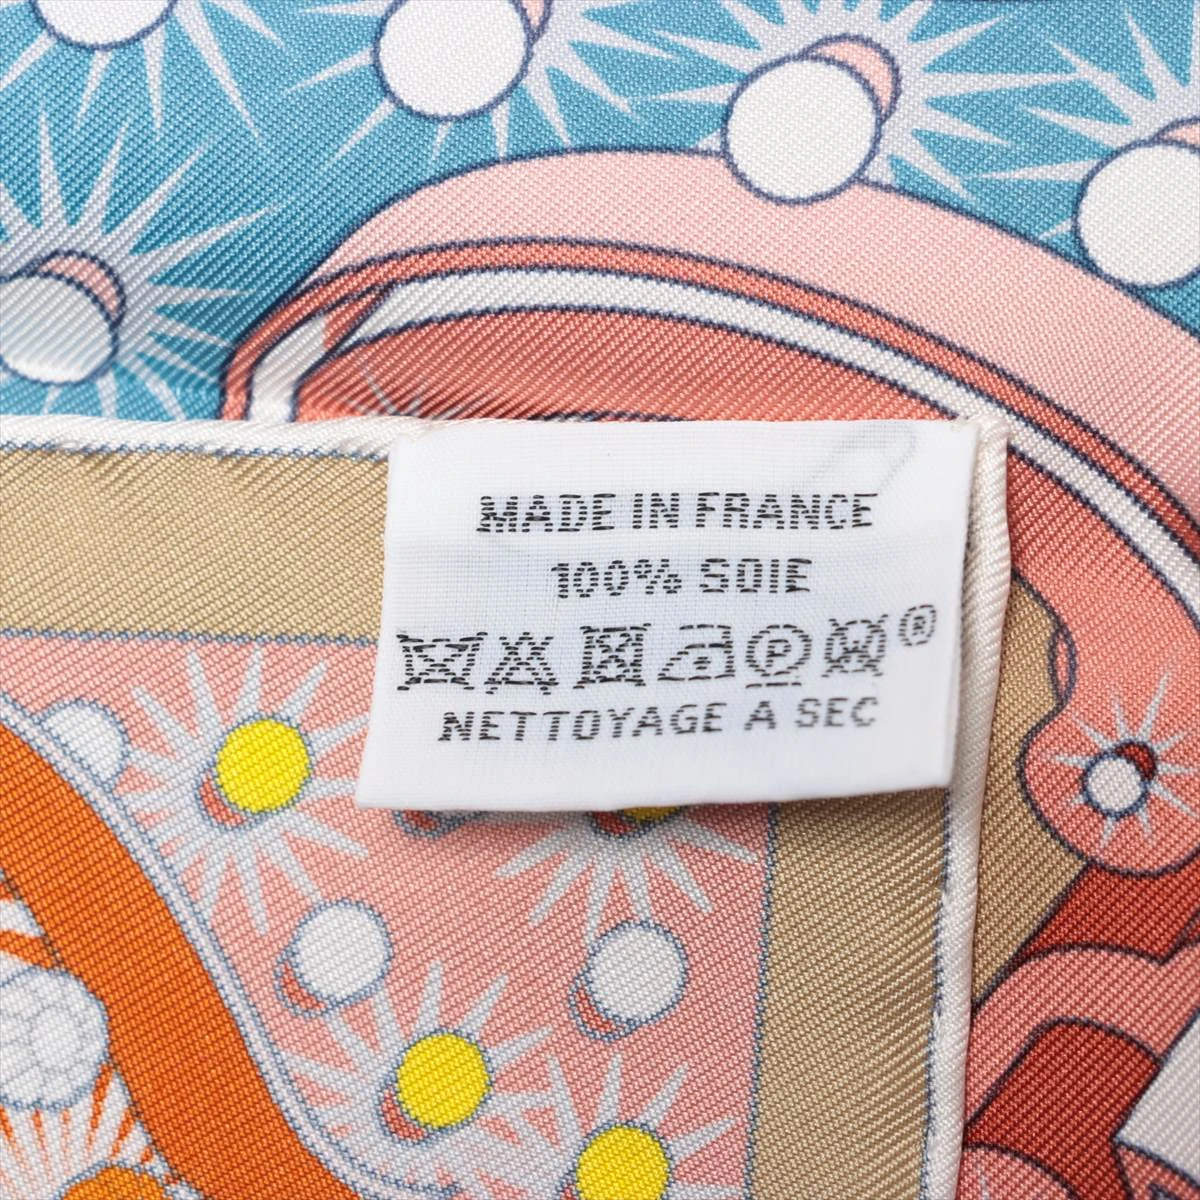 MADE IN FRANCE
100% SOIE
P W ®
NETTOYAGE A SEC